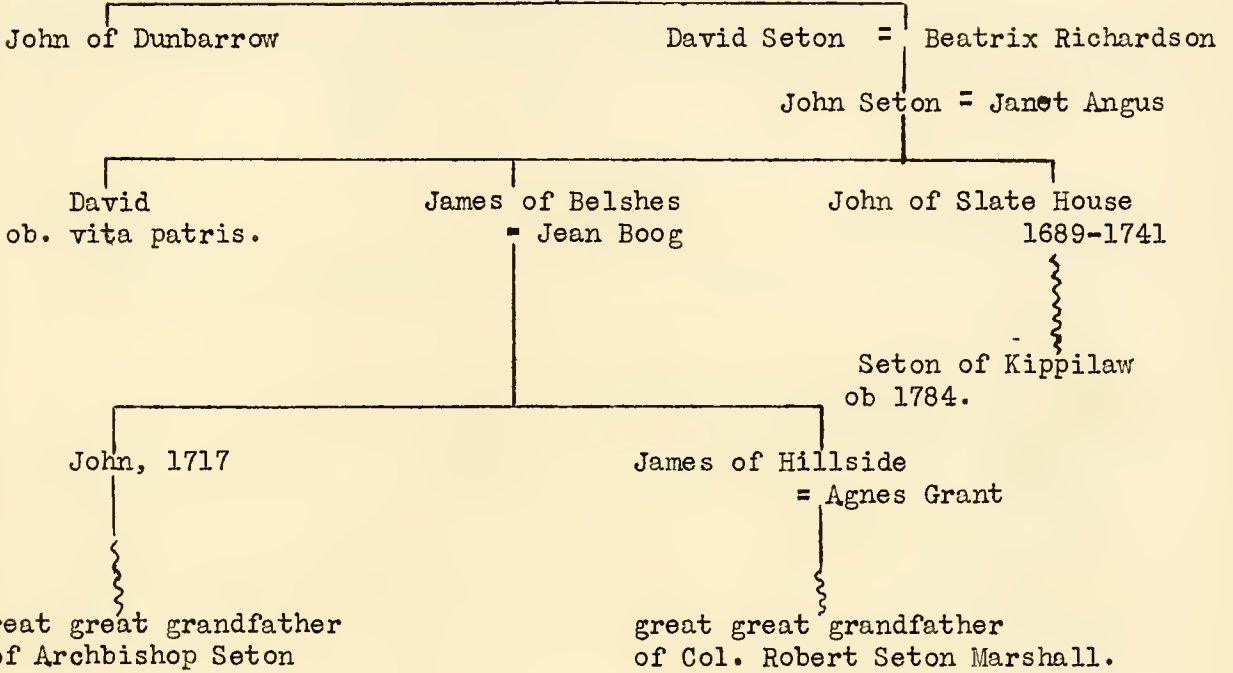 John of Dunbarrow David Seton = Beatrix Richardson
John Seton = Janet Angus
David James of Belshes John of Slate House
ob. vita patris. = Jean Boog 1689-1741
Seton of Kippilaw
ob 1784.
John, 1717 James of Hillside
= Agnes Grant
great grandfather great great grandfather
Archbishop Seton of Col. Robert Seton Marshall.